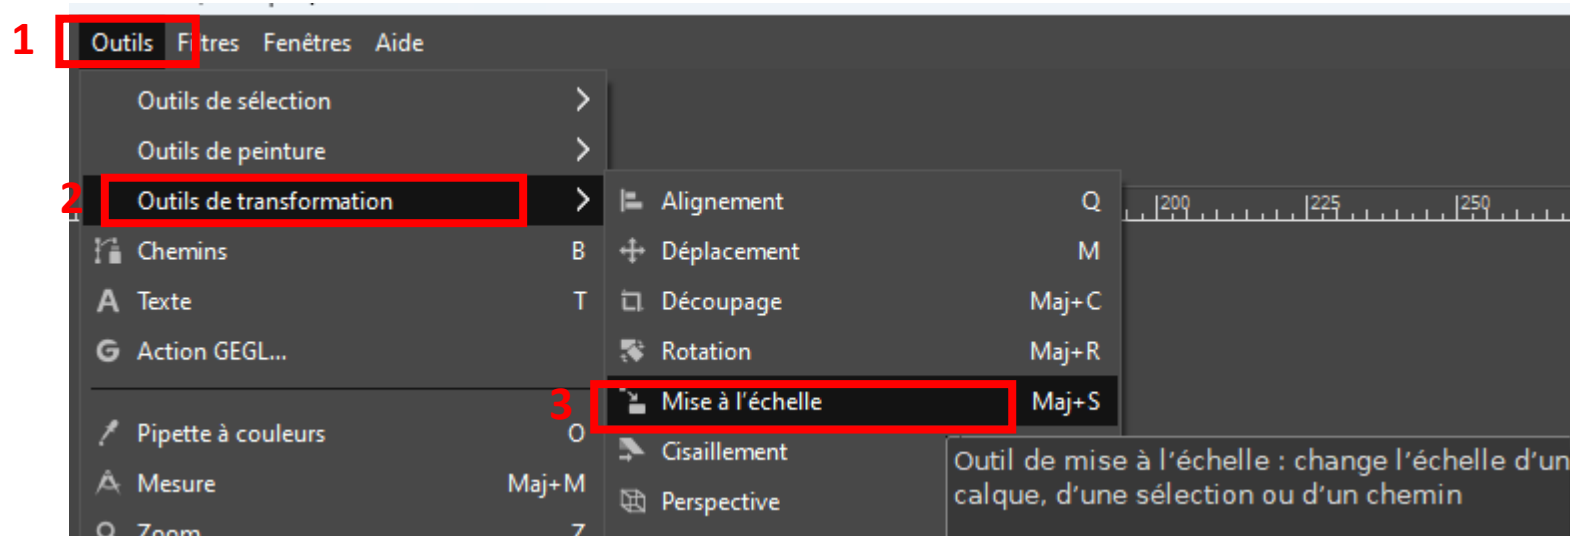 1
Outils Filtres Fenêtres Aide
Outils de sélection
Outils de peinture
2 Outils de transformation
Chemins B
A Texte T
G Action GEGL...
Pipette à couleurs O
Mesure Maj+M
Zoom Z
Alignement Q
Déplacement M
Découpage Maj+C
Rotation Maj+R
3 Mise à l'échelle Maj+S
Cisaillement
Perspective
Outil de mise à l'échelle : change l'échelle d'un
calque, d'une sélection ou d'un chemin
200 225 250